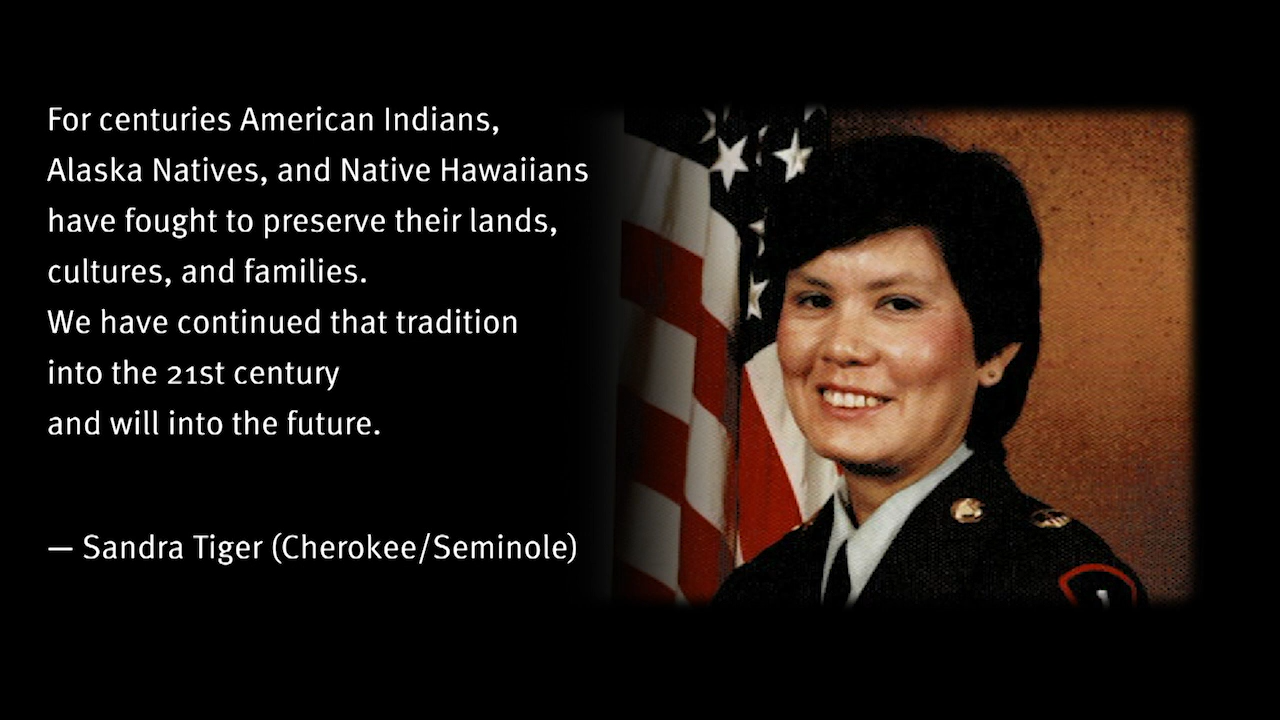 For centuries American Indians,
Alaska Natives, and Native Hawaiians
have fought to preserve their lands,
cultures, and families.
We have continued that tradition
into the 21st century
and will into the future.
— Sandra Tiger (Cherokee/Seminole)